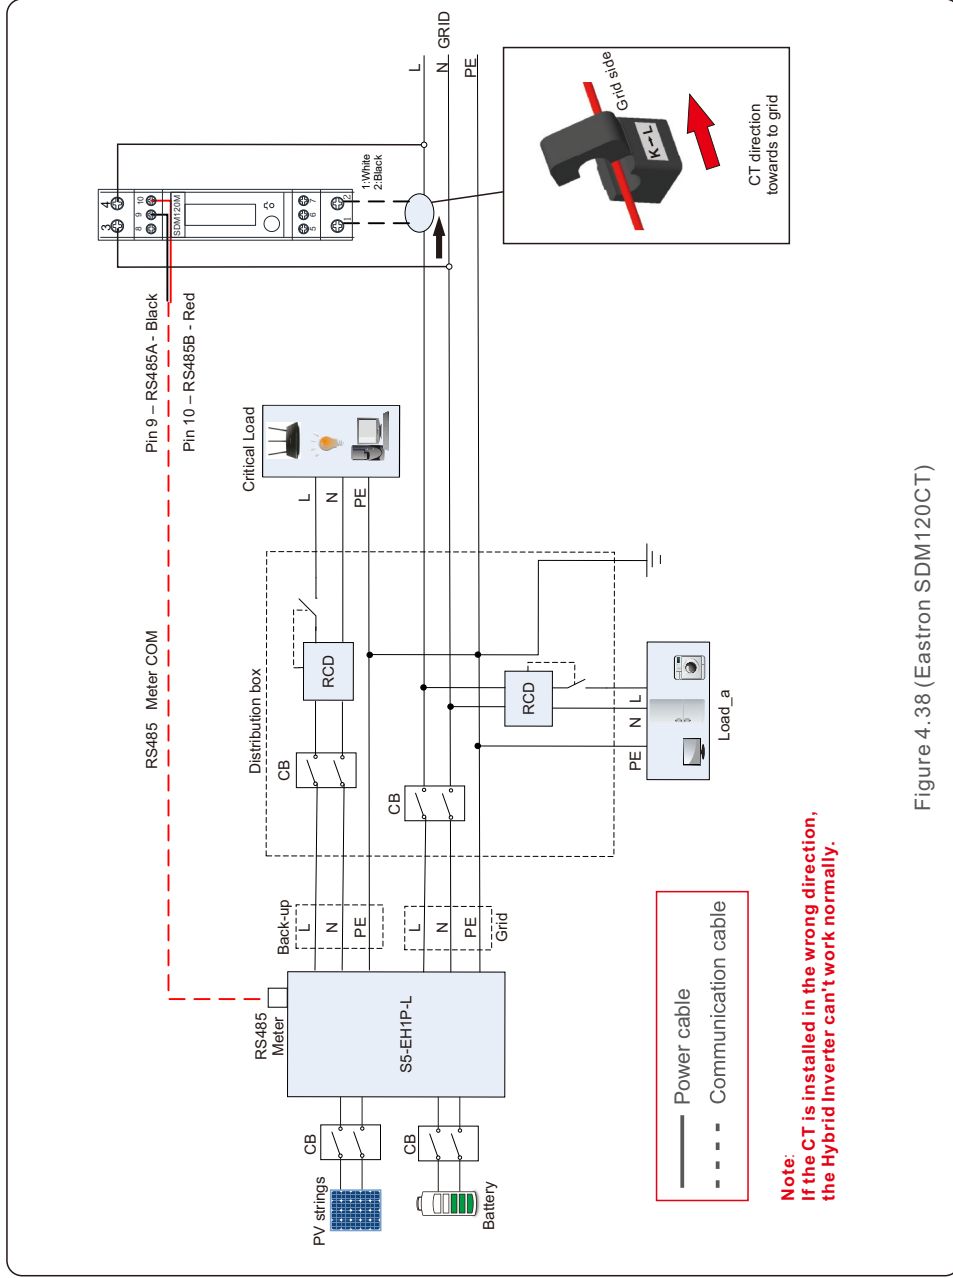 GRID
L
N
PE
Grid side
K→L
CT direction
towards to grid
1:White
2:Black
4
3
10
9
8
SDM120M
7
6
5
2
1
Pin 9 – RS485A - Black
Pin 10 – RS485B - Red
RS485 Meter COM
Critical Load
L
N
PE
Distribution box
RCD
CB
CB
RCD
L
N
PE
Load_a
Back-up
L
N
PE
L
N
PE
Grid
RS485
Meter
S5-EH1P-L
CB
CB
PV strings
Battery
Power cable
Communication cable
Note:
If the CT is installed in the wrong direction,
the Hybrid Inverter can't work normally.
Figure 4.38 (Eastron SDM120CT)